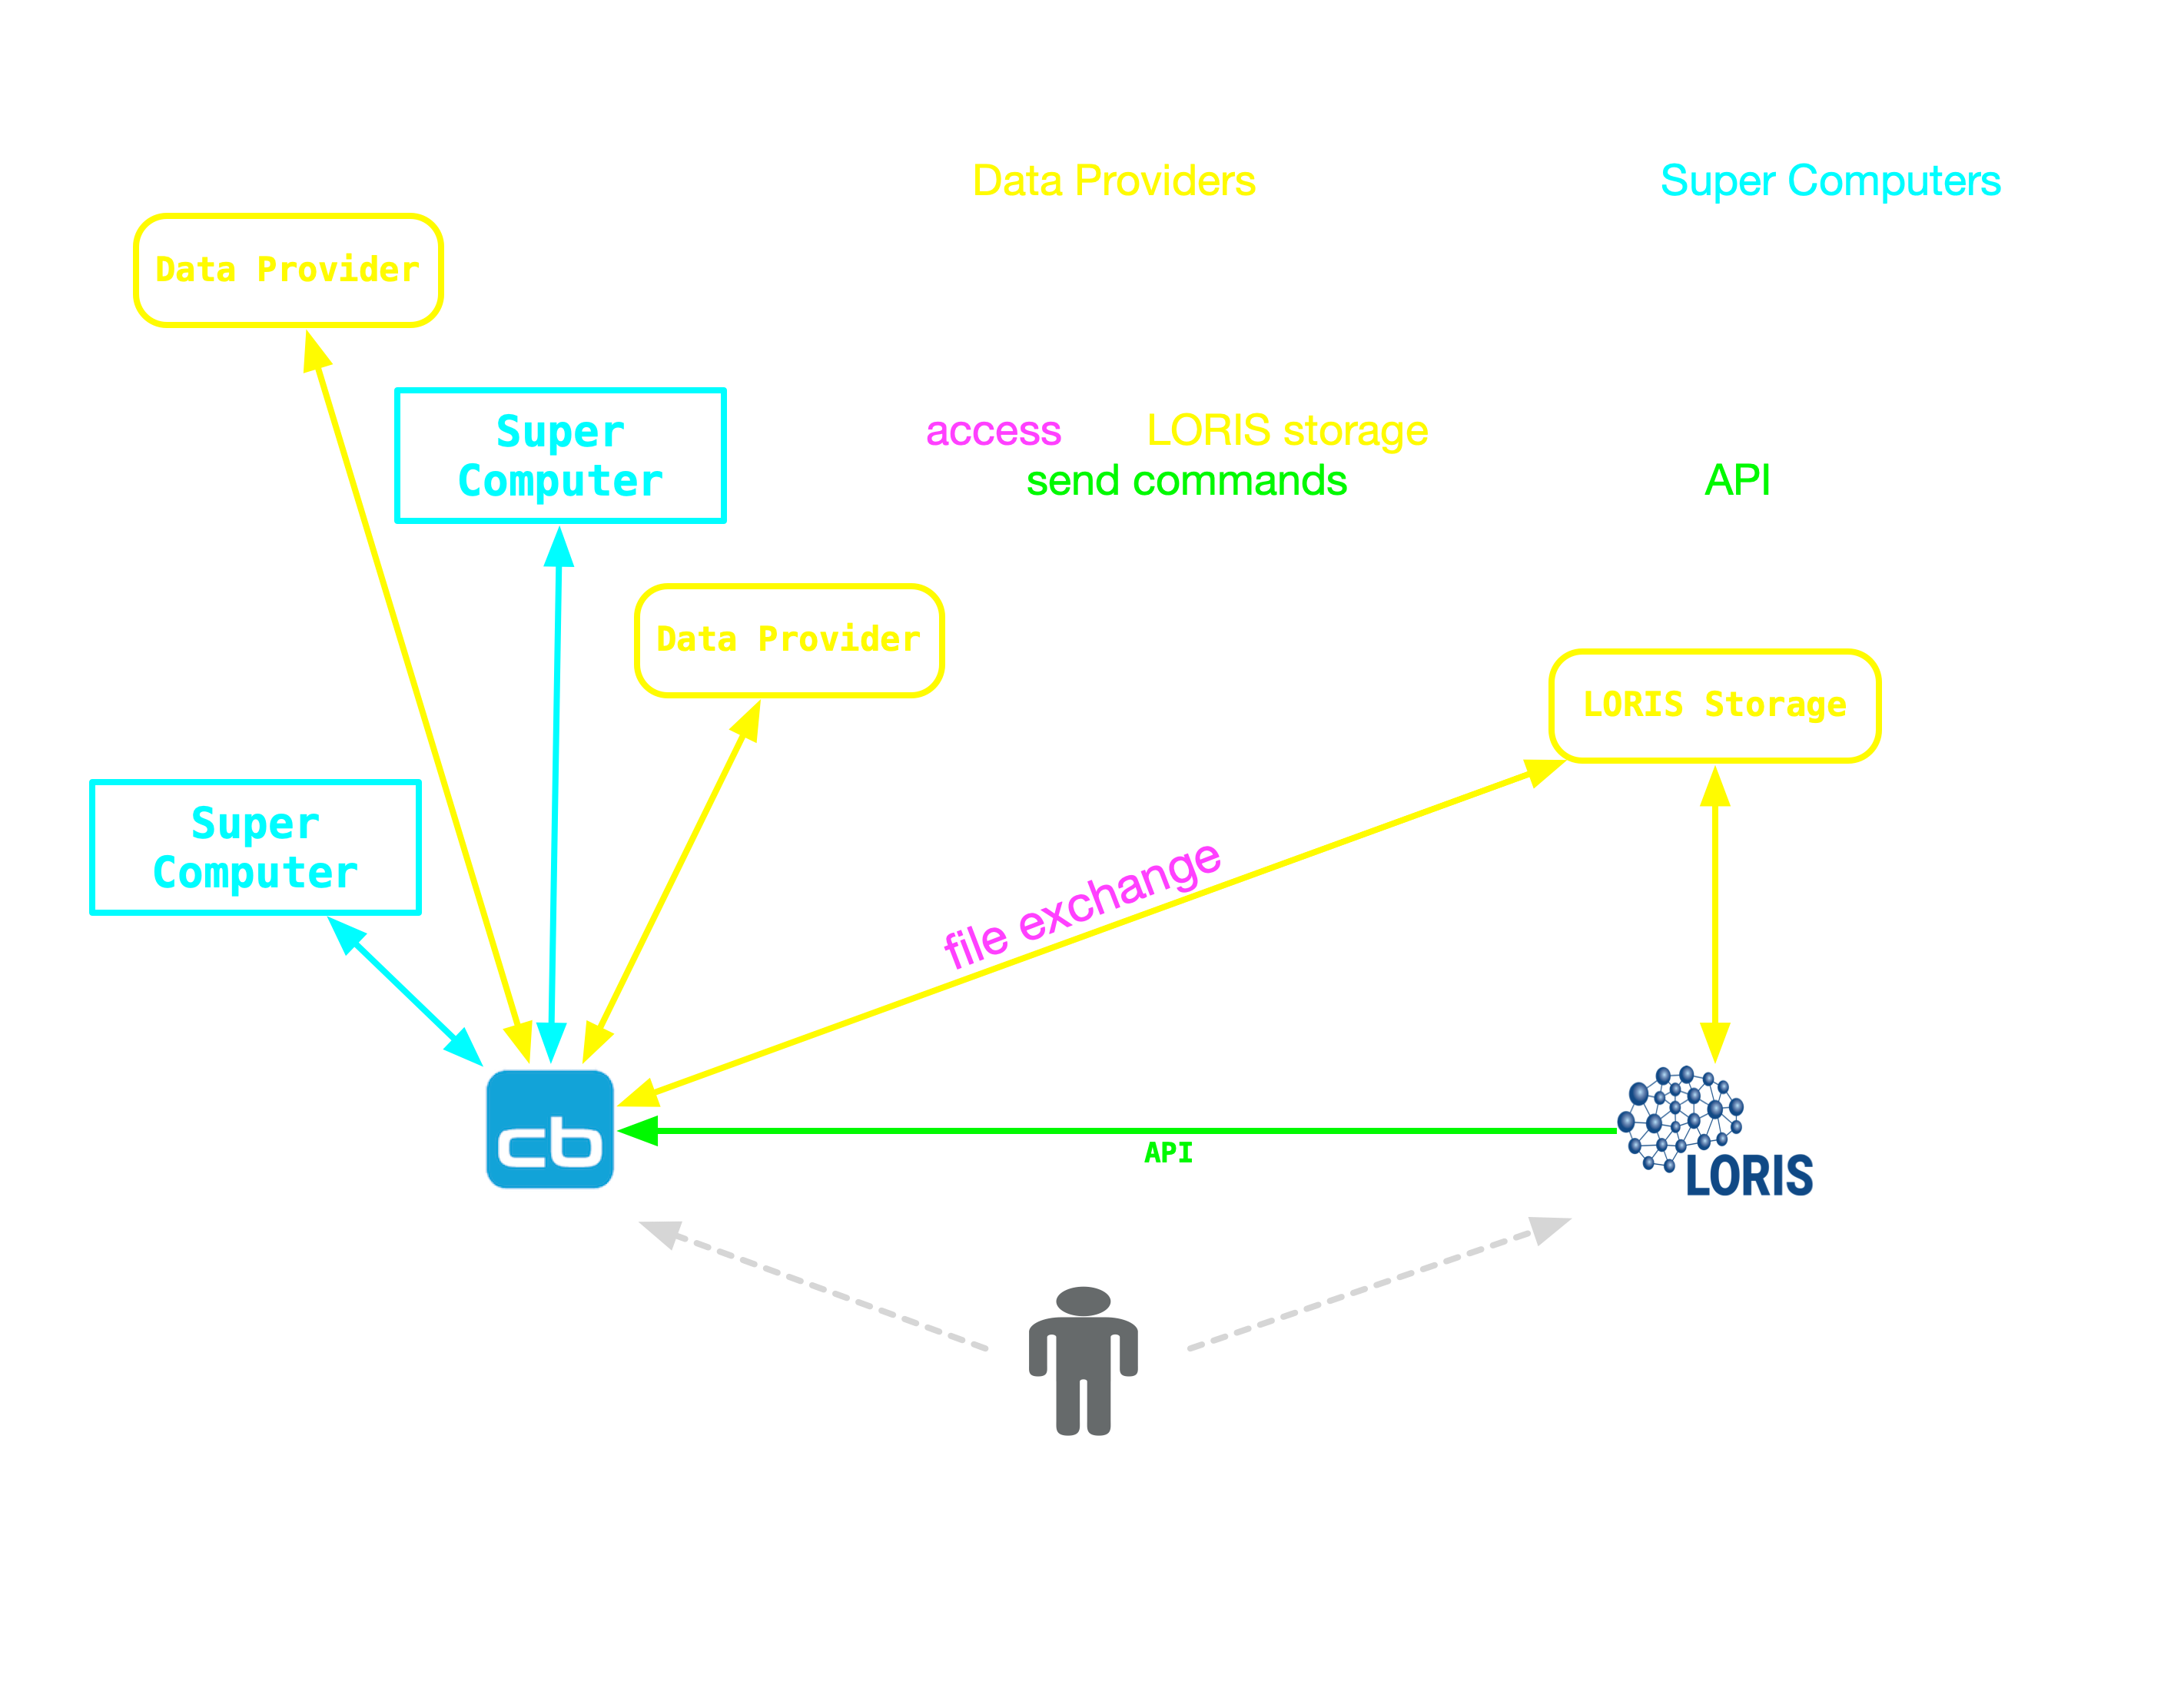 Data Providers Super Computers
Data Provider
Super
Computer
access LORIS storage
send commands API
Data Provider
LORIS Storage
Super
Computer
file exchange
cb
API
LORIS